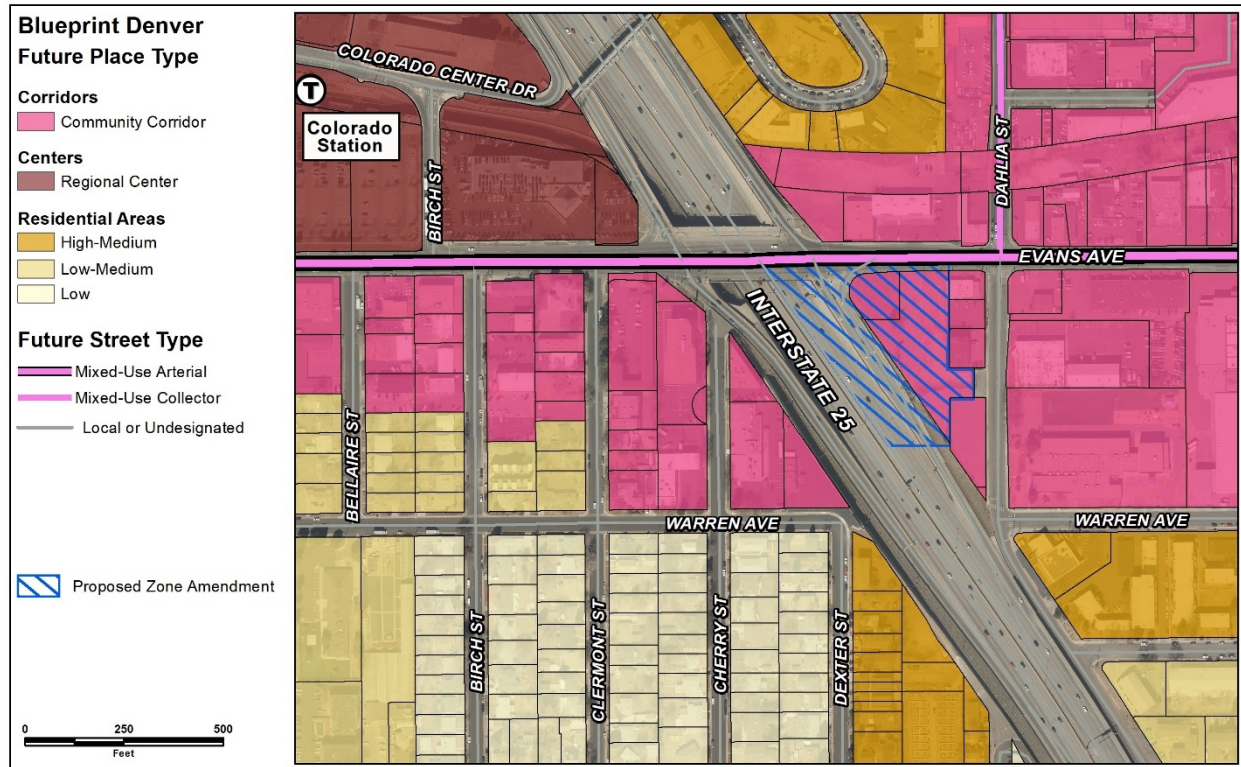 Blueprint Denver
Future Place Type
Corridors
Community Corridor
Centers
Regional Center
Residential Areas
High-Medium
Low-Medium
Low
Future Street Type
Mixed-Use Arterial
Mixed-Use Collector
Local or Undesignated
Proposed Zone Amendment
0 250 500
Feet
COLORADO CENTER DR
T
Colorado
Station
BIRCH ST
DAHLIA ST
EVANS AVE
INTERSTATE 25
BELLAIRE ST
WARREN AVE
WARREN AVE
BIRCH ST
CLERMONT ST
CHERRY ST
DEXTER ST